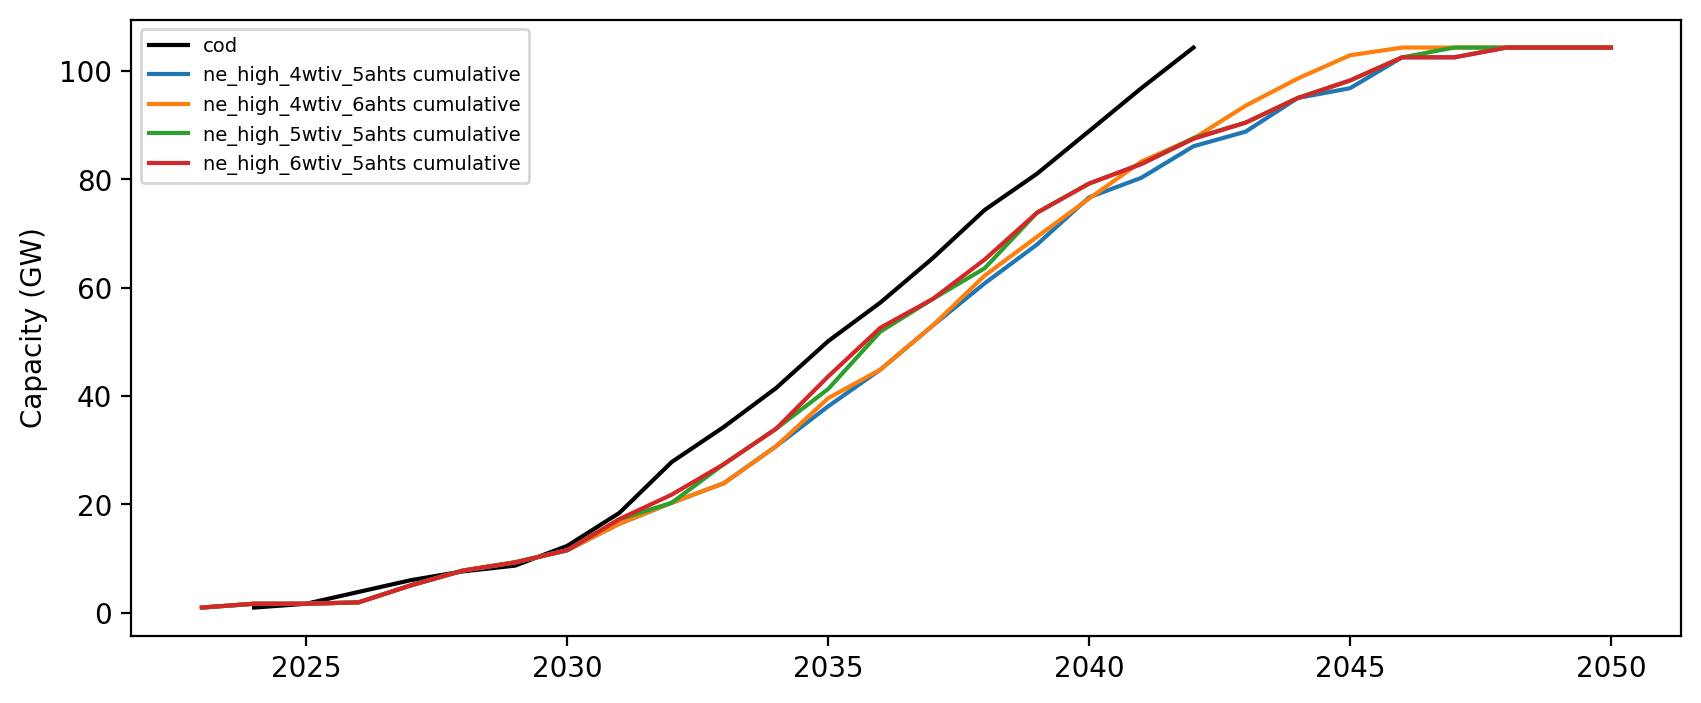 cod
ne_high_4wtiv_5ahts cumulative
ne_high_4wtiv_6ahts cumulative
ne_high_5wtiv_5ahts cumulative
ne_high_6wtiv_5ahts cumulative
Capacity (GW)
100
80
60
40
20
0
2025 2030 2035 2040 2045 2050